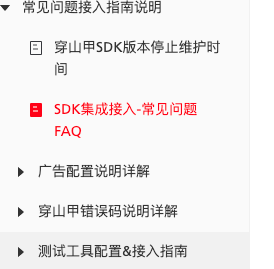 常见问题接入指南说明
穿山甲SDK版本停止维护时
间
SDK集成接入-常见问题
FAQ
广告配置说明详解
穿山甲错误码说明详解
测试工具配置&接入指南